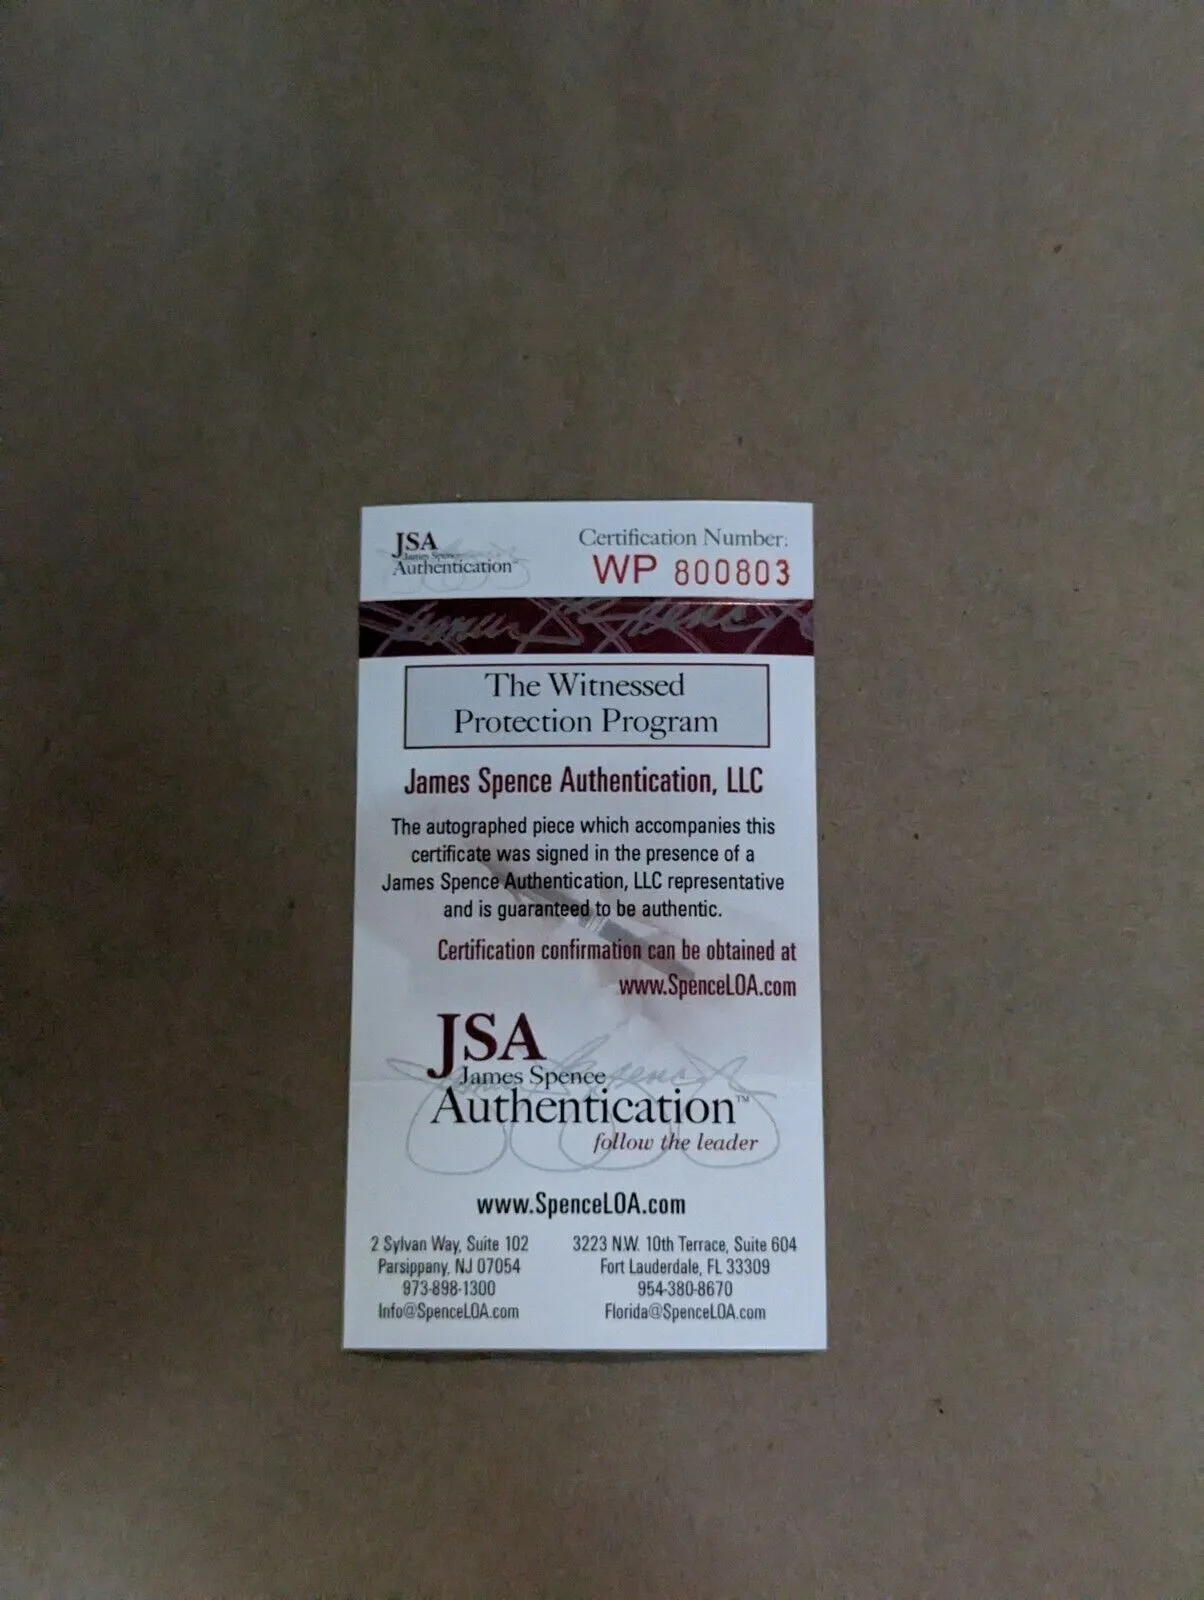 JSA
James Spence
Authentication
Certification Number:
WP 800803
James Spence
The Witnessed
Protection Program
James Spence Authentication, LLC
The autographed piece which accompanies this
certificate was signed in the presence of a
James Spence Authentication, LLC representative
and is guaranteed to be authentic.
Certification confirmation can be obtained at
www.SpenceLOA.com
JSA
James Spence
Authentication™
follow the leader
www.SpenceLOA.com
2 Sylvan Way, Suite 102
Parsippany, NJ 07054
973-898-1300
Info@SpenceLOA.com
3223 N.W. 10th Terrace, Suite 604
Fort Lauderdale, FL 33309
954-380-8670
Florida@SpenceLOA.com